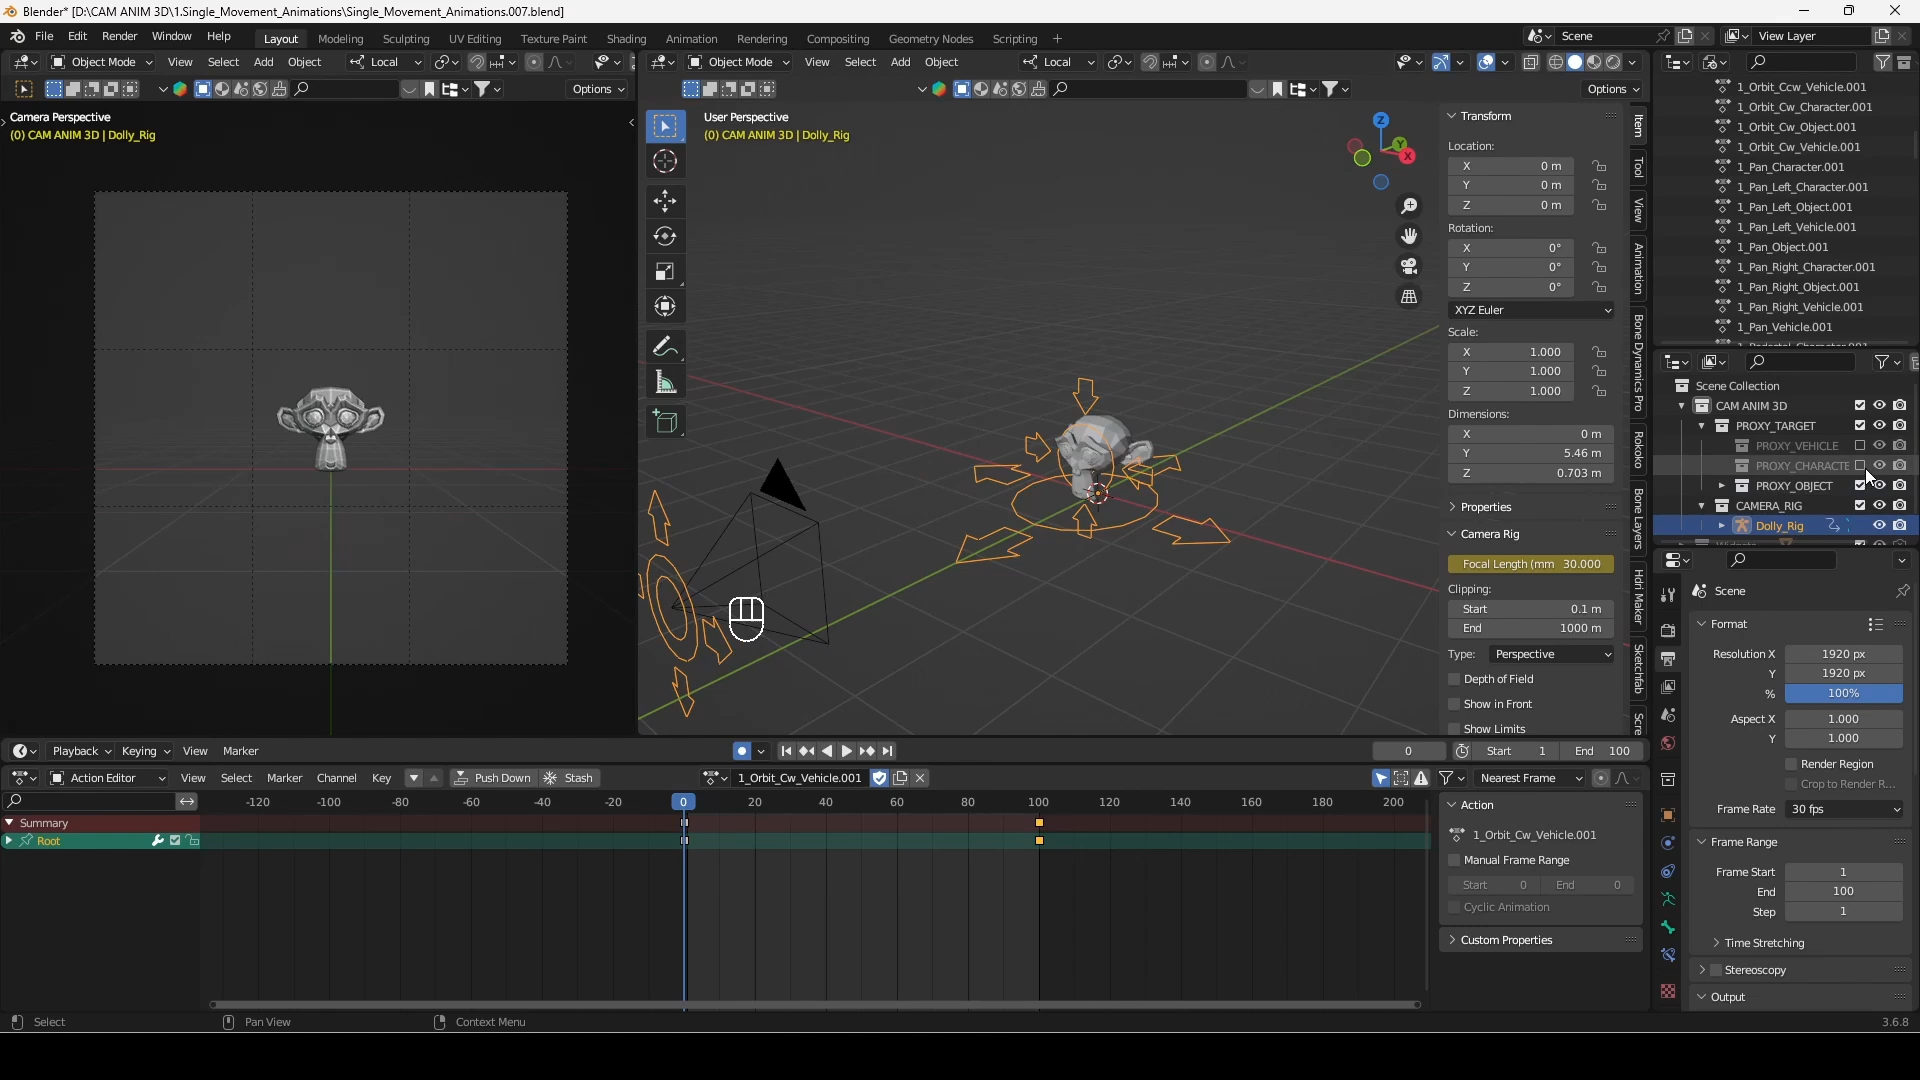 Blender* [D:\CAM ANIM 3D\1.Single_Movement_Animations\Single_Movement_Animations.007.blend]
File Edit Render Window Help Layout Modeling Sculpting UV Editing Texture Paint Shading Animation Rendering Compositing Geometry Nodes Scripting + Scene View Layer
Object Mode View Select Add Object Local Object Mode View Select Add Object Local
Options Options
Camera Perspective
(0) CAM ANIM 3D | Dolly_Rig
User Perspective
(0) CAM ANIM 3D | Dolly_Rig
Z
Y
X
Transform
Location:
X 0 m
Y 0 m
Z 0 m
Rotation:
X 0°
Y 0°
Z 0°
XYZ Euler
Scale:
X 1.000
Y 1.000
Z 1.000
Dimensions:
X 0 m
Y 5.46 m
Z 0.703 m
Properties
Camera Rig
Focal Length (mm 30.000
Clipping:
Start 0.1 m
End 1000 m
Type: Perspective
Depth of Field
Show in Front
Show Limits
Item
Tool
View
Animation
Bone Dynamics Pro
Rokoko
Bone Layers
Hdri Maker
Sketchfab
Scre
1_Orbit_Ccw_Vehicle.001
1_Orbit_Cw_Character.001
1_Orbit_Cw_Object.001
1_Orbit_Cw_Vehicle.001
1_Pan_Character.001
1_Pan_Left_Character.001
1_Pan_Left_Object.001
1_Pan_Left_Vehicle.001
1_Pan_Object.001
1_Pan_Right_Character.001
1_Pan_Right_Object.001
1_Pan_Right_Vehicle.001
1_Pan_Vehicle.001
Scene Collection
CAM ANIM 3D
PROXY_TARGET
PROXY_VEHICLE
PROXY_CHARACTE
PROXY_OBJECT
CAMERA_RIG
Dolly_Rig
Scene
Format
Resolution X 1920 px
Y 1920 px
% 100%
Aspect X 1.000
Y 1.000
Render Region
Crop to Render R...
Frame Rate 30 fps
Frame Range
Frame Start 1
End 100
Step 1
Time Stretching
Stereoscopy
Output
Playback Keying View Marker 0 Start 1 End 100
Action Editor View Select Marker Channel Key Push Down Stash 1_Orbit_Cw_Vehicle.001 Nearest Frame
-120 -100 -80 -60 -40 -20 0 20 40 60 80 100 120 140 160 180 200
Summary
Root
Action
1_Orbit_Cw_Vehicle.001
Manual Frame Range
Start 0 End 0
Cyclic Animation
Custom Properties
Select Pan View Context Menu 3.6.8